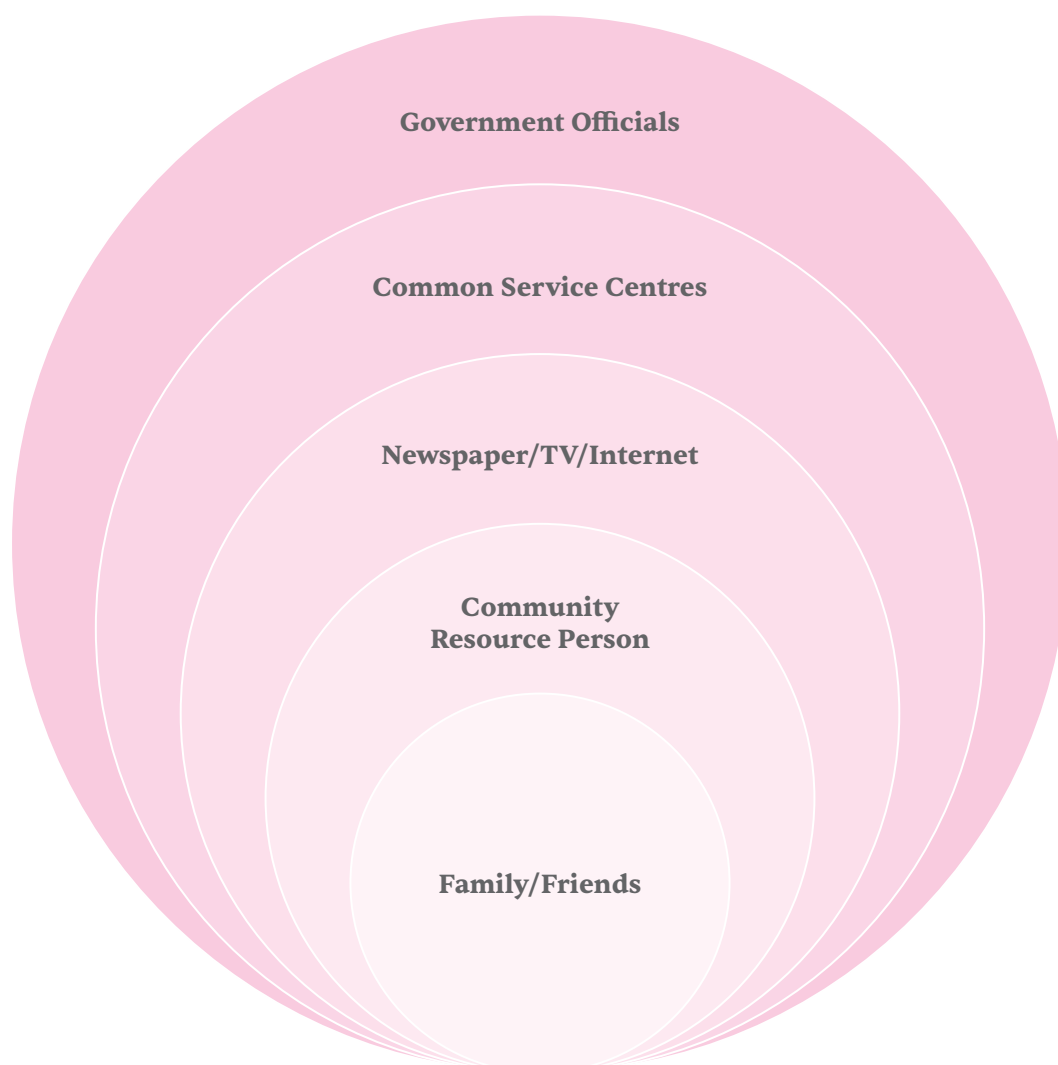 Government Officials
Common Service Centres
Newspaper/TV/Internet
Community
Resource Person
Family/Friends